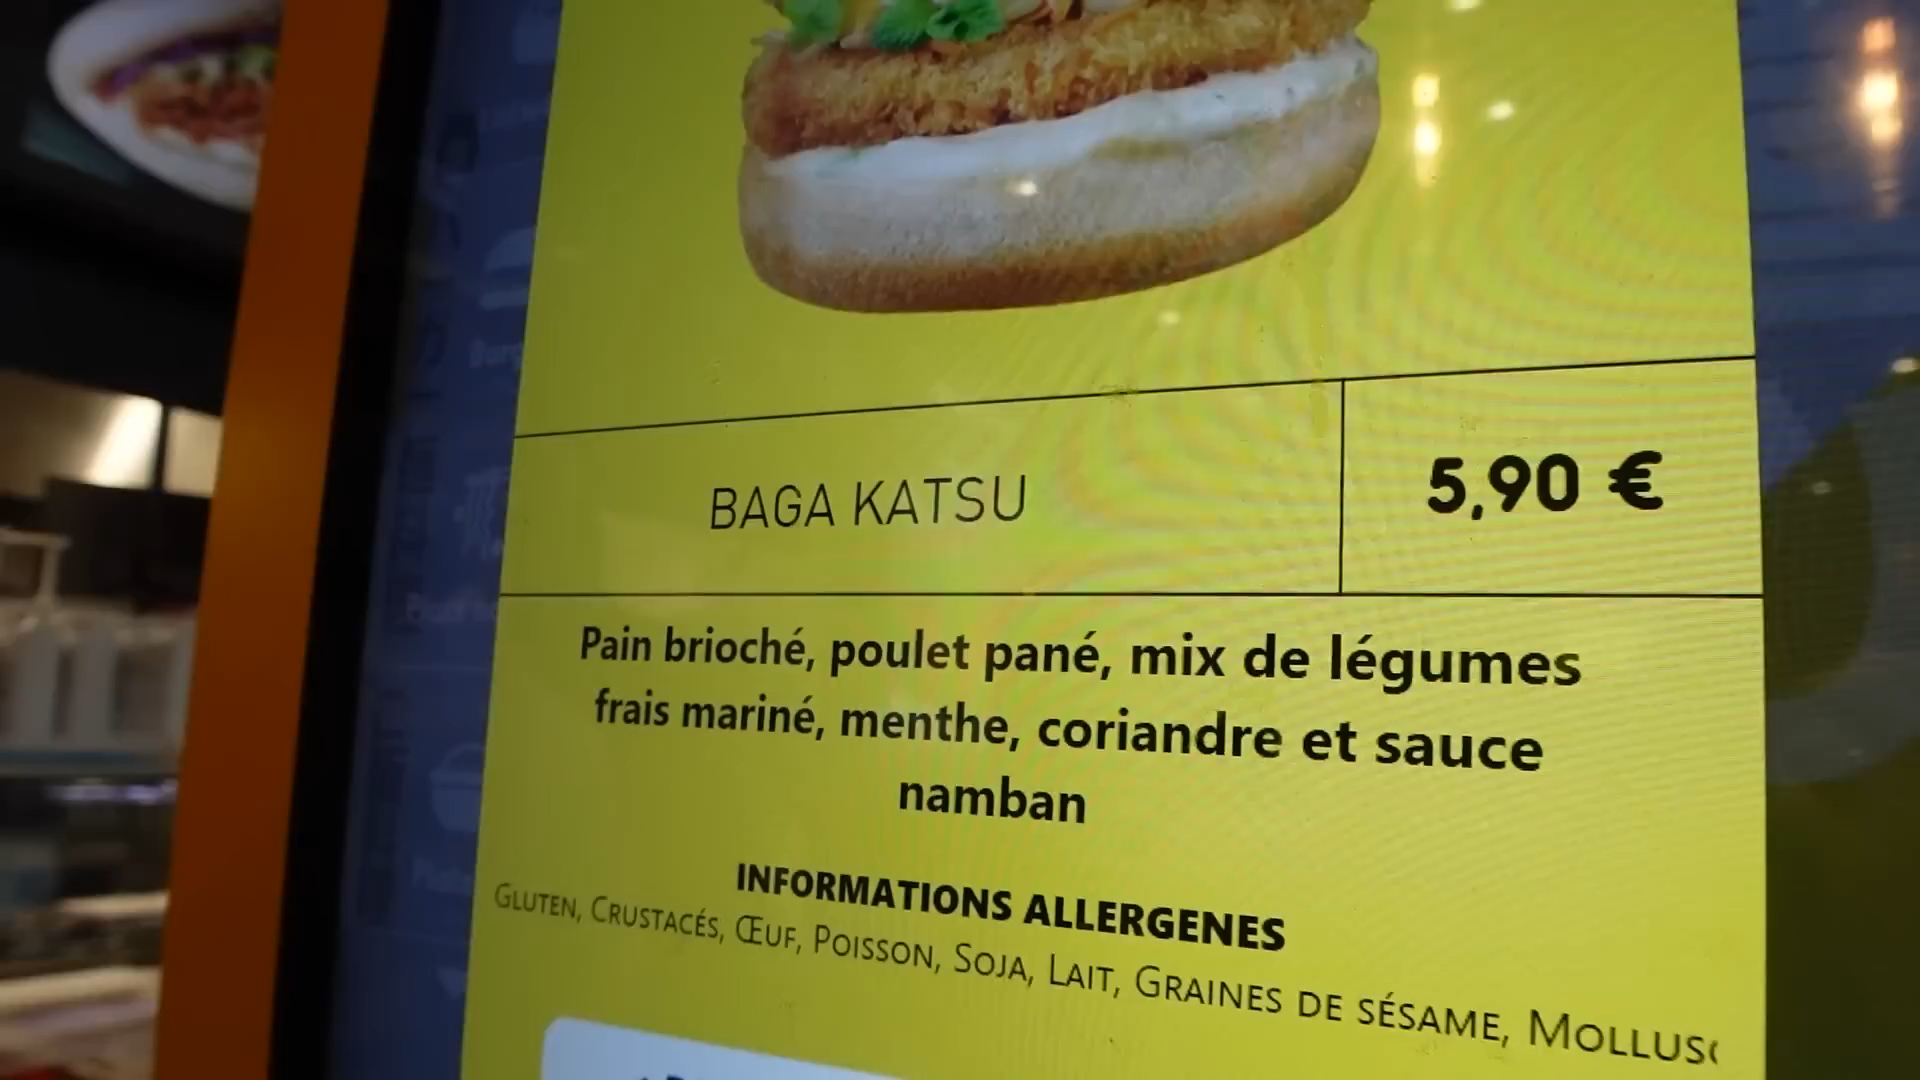 BAGA KATSU
5,90 €
Pain brioché, poulet pané, mix de légumes
frais mariné, menthe, coriandre et sauce
namban
INFORMATIONS ALLERGENES
GLUTEN, CRUSTACÉS, ŒUF, POISSON, SOJA, LAIT, GRAINES DE SÉSAME, MOLLUSC